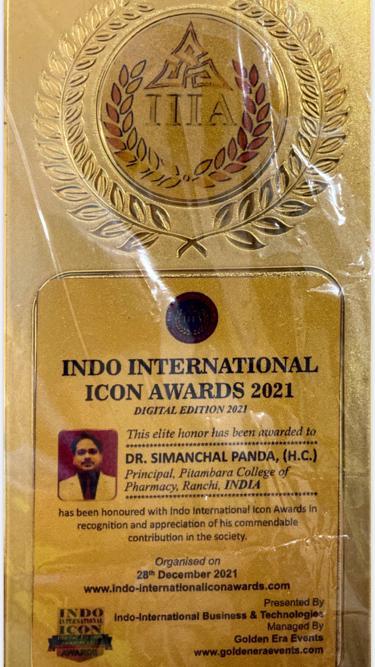 IIIA
INDO INTERNATIONAL
ICON AWARDS 2021
DIGITAL EDITION 2021
This elite honor has been awarded to
DR. SIMANCHAL PANDA, (H.C.)
Principal, Pitambara College of
Pharmacy, Ranchi, INDIA
has been honoured with Indo International Icon Awards In
recognition and appreciation of his commendable
contribution in the society.
Organised on
28th December 2021
www.indo-internationaliconawards.com
Presented By
Indo-International Business & Technologies
Managed By
Golden Era Events
www.goldeneraevents.com
INDO
INTERNATIONAL
ICON
AWARDS